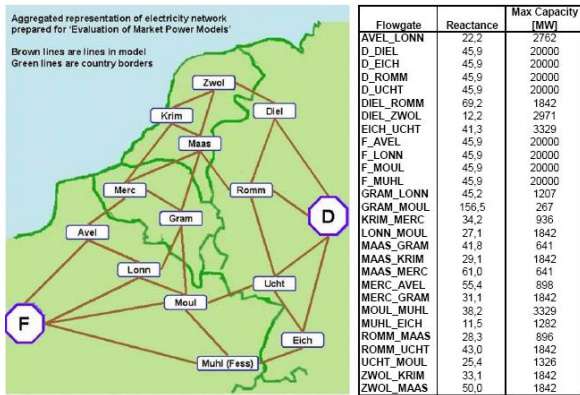 Aggregated representation of electricity network
prepared for 'Evaluation of Market Power Models'
Brown lines are lines in model
Green lines are country borders
Zwol
Diel
Krim
Maas
Merc
Romm
Gram
D
Avel
Lonn
Ucht
Moul
F
Eich
Muhl (Fess)
Flowgate Reactance Max Capacity [MW]
AVEL_LONN 22,2 2762
D_DIEL 45,9 20000
D_EICH 45,9 20000
D_ROMM 45,9 20000
D_UCHT 45,9 20000
DIEL_ROMM 69,2 1842
DIEL_ZWOL 12,2 2971
EICH_UCHT 41,3 3329
F_AVEL 45,9 20000
F_LONN 45,9 20000
F_MOUL 45,9 20000
F_MUHL 45,9 20000
GRAM_LONN 45,2 1207
GRAM_MOUL 156,5 267
KRIM_MERC 34,2 936
LONN_MOUL 27,1 1842
MAAS_GRAM 41,8 641
MAAS_KRIM 29,1 1842
MAAS_MERC 61,0 641
MERC_AVEL 55,4 898
MERC_GRAM 31,1 1842
MOUL_MUHL 38,2 3329
MUHL_EICH 11,5 1282
ROMM_MAAS 28,3 896
ROMM_UCHT 43,0 1842
UCHT_MOUL 25,4 1326
ZWOL_KRIM 33,1 1842
ZWOL_MAAS 50,0 1842